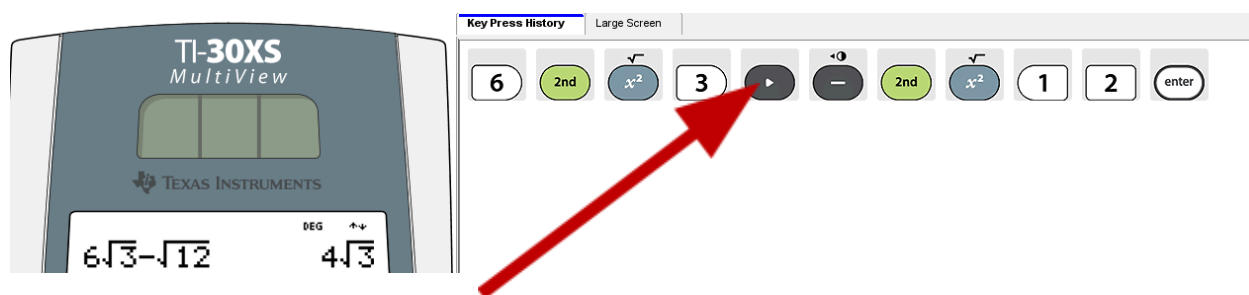 TI-30XS
MultiView
TEXAS INSTRUMENTS
DEG
6√3-√12 4√3
Key Press History Large Screen
√ √
6 2nd x² 3 − 2nd x² 1 2 enter